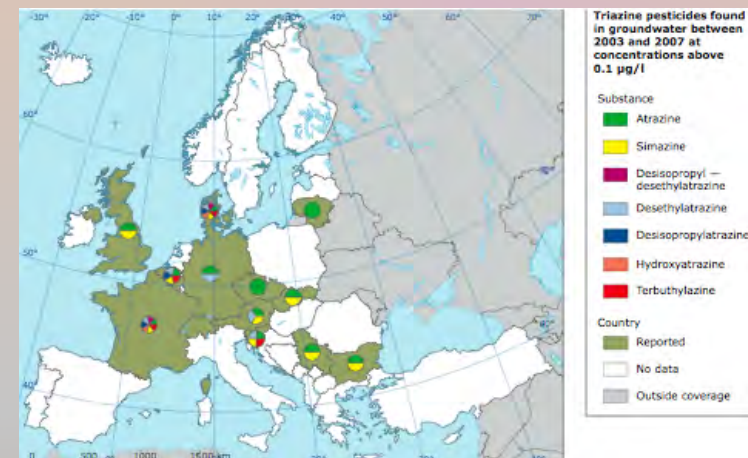 -30° -20° -10° 0° 10° 20° 30° 40° 50° 60° 70°
60°
50°
50°
40°
40°
0 500 1000 1500 km
Triazine pesticides found
in groundwater between
2003 and 2007 at
concentrations above
0.1 µg/l
Substance
Atrazine
Simazine
Desisopropyl —
desethylatrazine
Desethylatrazine
Desisopropylatrazine
Hydroxyatrazine
Terbuthylazine
Country
Reported
No data
Outside coverage